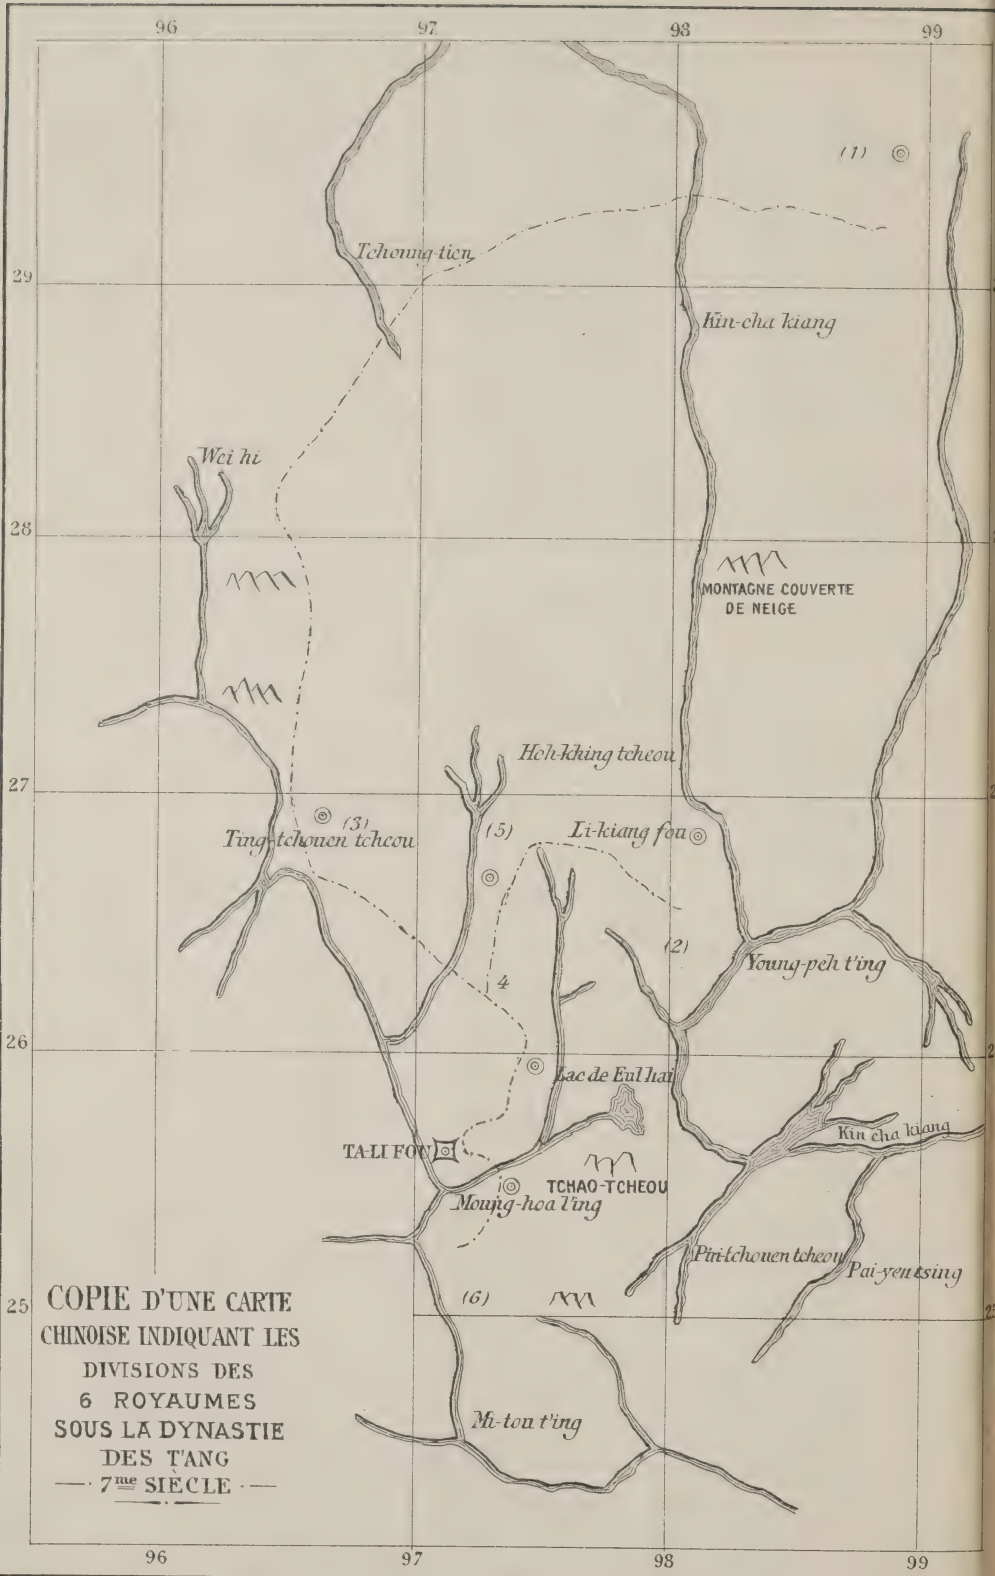 96 97 98 99
(1)
Tchoung-tien
29
Kin-cha kiang
Wei hi
28
MONTAGNE COUVERTE
DE NEIGE
Hoh-khing tcheou
27
(3)
(5)
Li-kiang fou
Ting-tchouen tcheou
(2)
Young-peh t'ing
4
26
Lac de Eul hai
Kin cha kiang
TA-LI FOU
TCHAO-TCHEOU
Moung-hoa t'ing
Pin-tchouen tcheou
Pai-yen tsing
25
(6)
COPIE D'UNE CARTE
CHINOISE INDIQUANT LES
DIVISIONS DES
6 ROYAUMES
SOUS LA DYNASTIE
DES T'ANG
— · 7me SIÈCLE · —
Mi-tou t'ing
96 97 98 99